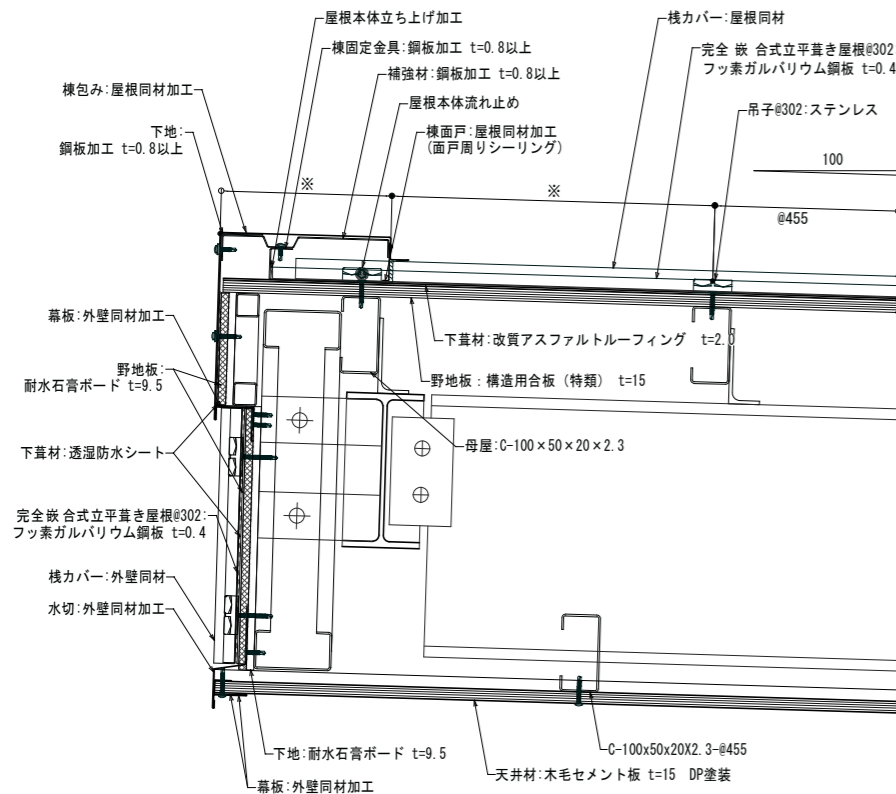 屋根本体立ち上げ加工
棟固定金具:鋼板加工 t=0.8以上
補強材:鋼板加工 t=0.8以上
屋根本体流れ止め
棟面戸:屋根同材加工
(面戸周りシーリング)
桟カバー:屋根同材
完全 嵌 合式立平葺き屋根@302
フッ素ガルバリウム鋼板 t=0.4
吊子@302:ステンレス
棟包み:屋根同材加工
下地:
鋼板加工 t=0.8以上
※
※
100
@455
幕板:外壁同材加工
野地板:
耐水石膏ボード t=9.5
下葺材:透湿防水シート
完全嵌 合式立平葺き屋根@302:
フッ素ガルバリウム鋼板 t=0.4
桟カバー:外壁同材
水切:外壁同材加工
下葺材:改質アスファルトルーフィング t=2.0
野地板：構造用合板（特類） t=15
母屋:C-100×50×20×2.3
下地:耐水石膏ボード t=9.5
幕板:外壁同材加工
C-100x50x20X2.3-@455
天井材:木毛セメント板 t=15 DP塗装